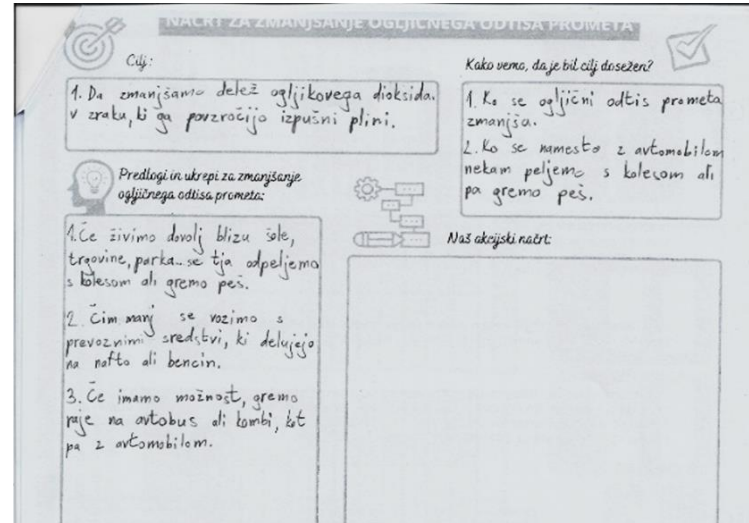 NAČRT ZA ZMANJŠANJE OGLJIČNEGA ODTISA PROMETA
Cilj:
1. Da zmanjšamo delež ogljikovega dioksida.
v zraku, ki ga povzročijo izpušni plini.
Kako vemo, da je bil cilj dosežen?
1. Ko se ogljični odtis prometa
zmanjša.
2. Ko se namesto z avtomobilom
nekam peljemo s kolesom ali
pa gremo peš.
Predlogi in ukrepi za zmanjšanje
ogljičnega odtisa prometa:
1. Če živimo dovolj blizu šole,
trgovine, parka... se tja odpeljemo
s kolesom ali gremo peš.
2. Čim manj se vozimo s
prevoznimi sredstvi, ki delujejo
na nafto ali bencin.
3. Če imamo možnost, gremo
raje na avtobus ali kombi, kot
pa z avtomobilom.
Naš akcijski načrt: